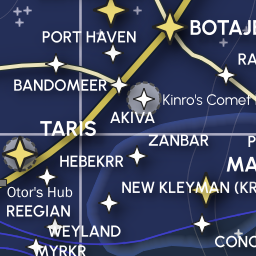 PORT HAVEN
BOTAJE
RA
BANDOMEER
Kinro's Comet
AKIVA
TARIS
ZANBAR
P
HEBEKRR
MA
Otor's Hub
NEW KLEYMAN (KR
REEGIAN
WEYLAND
CONC
MYRKR